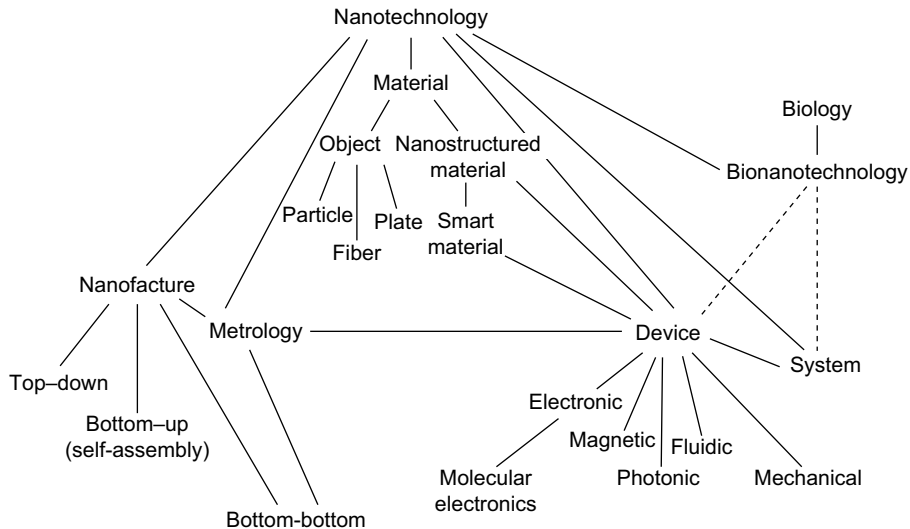 Nanotechnology
Material
Biology
Object
Nanostructured
material
Bionanotechnology
Particle
Plate
Smart
material
Fiber
Nanofacture
Metrology
Device
System
Top–down
Electronic
Bottom–up
(self-assembly)
Magnetic
Fluidic
Molecular
electronics
Photonic
Mechanical
Bottom-bottom